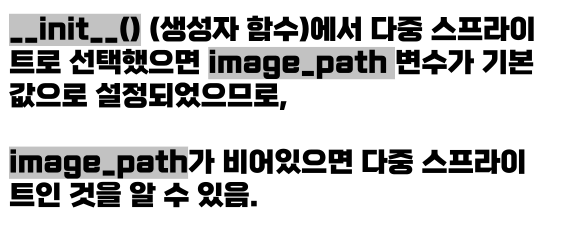 __init__() (생성자 함수)에서 다중 스프라이
트로 선택했으면 image_path 변수가 기본
값으로 설정되었으므로,
image_path가 비어있으면 다중 스프라이
트인 것을 알 수 있음.